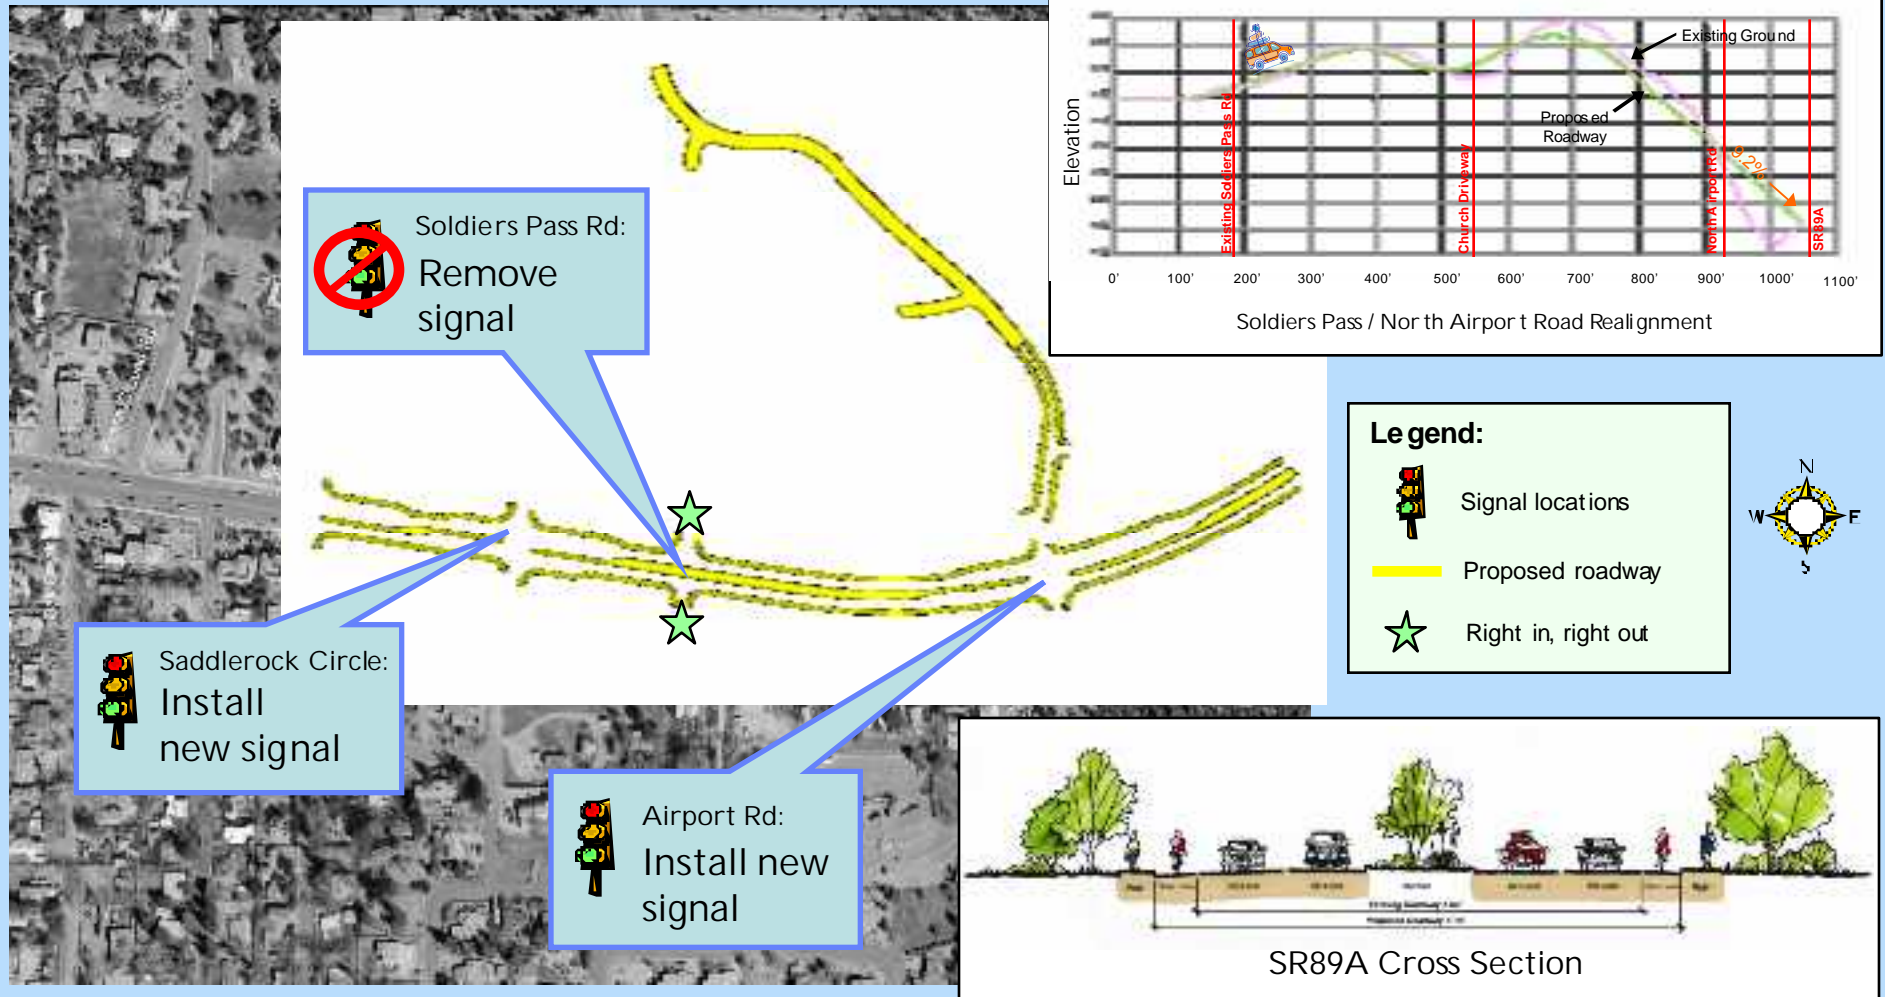 Existing Ground
Proposed
Roadway
9.2%
Elevation
Existing Soldiers Pass Rd
Church Driveway
North Airport Rd
SR89A
0' 100' 200' 300' 400' 500' 600' 700' 800' 900' 1000' 1100'
Soldiers Pass / North Airport Road Realignment
Soldiers Pass Rd:
Remove
signal
Legend:
Signal locations
Proposed roadway
Right in, right out
N
W E
S
Saddlerock Circle:
Install
new signal
Airport Rd:
Install new
signal
SR89A Cross Section